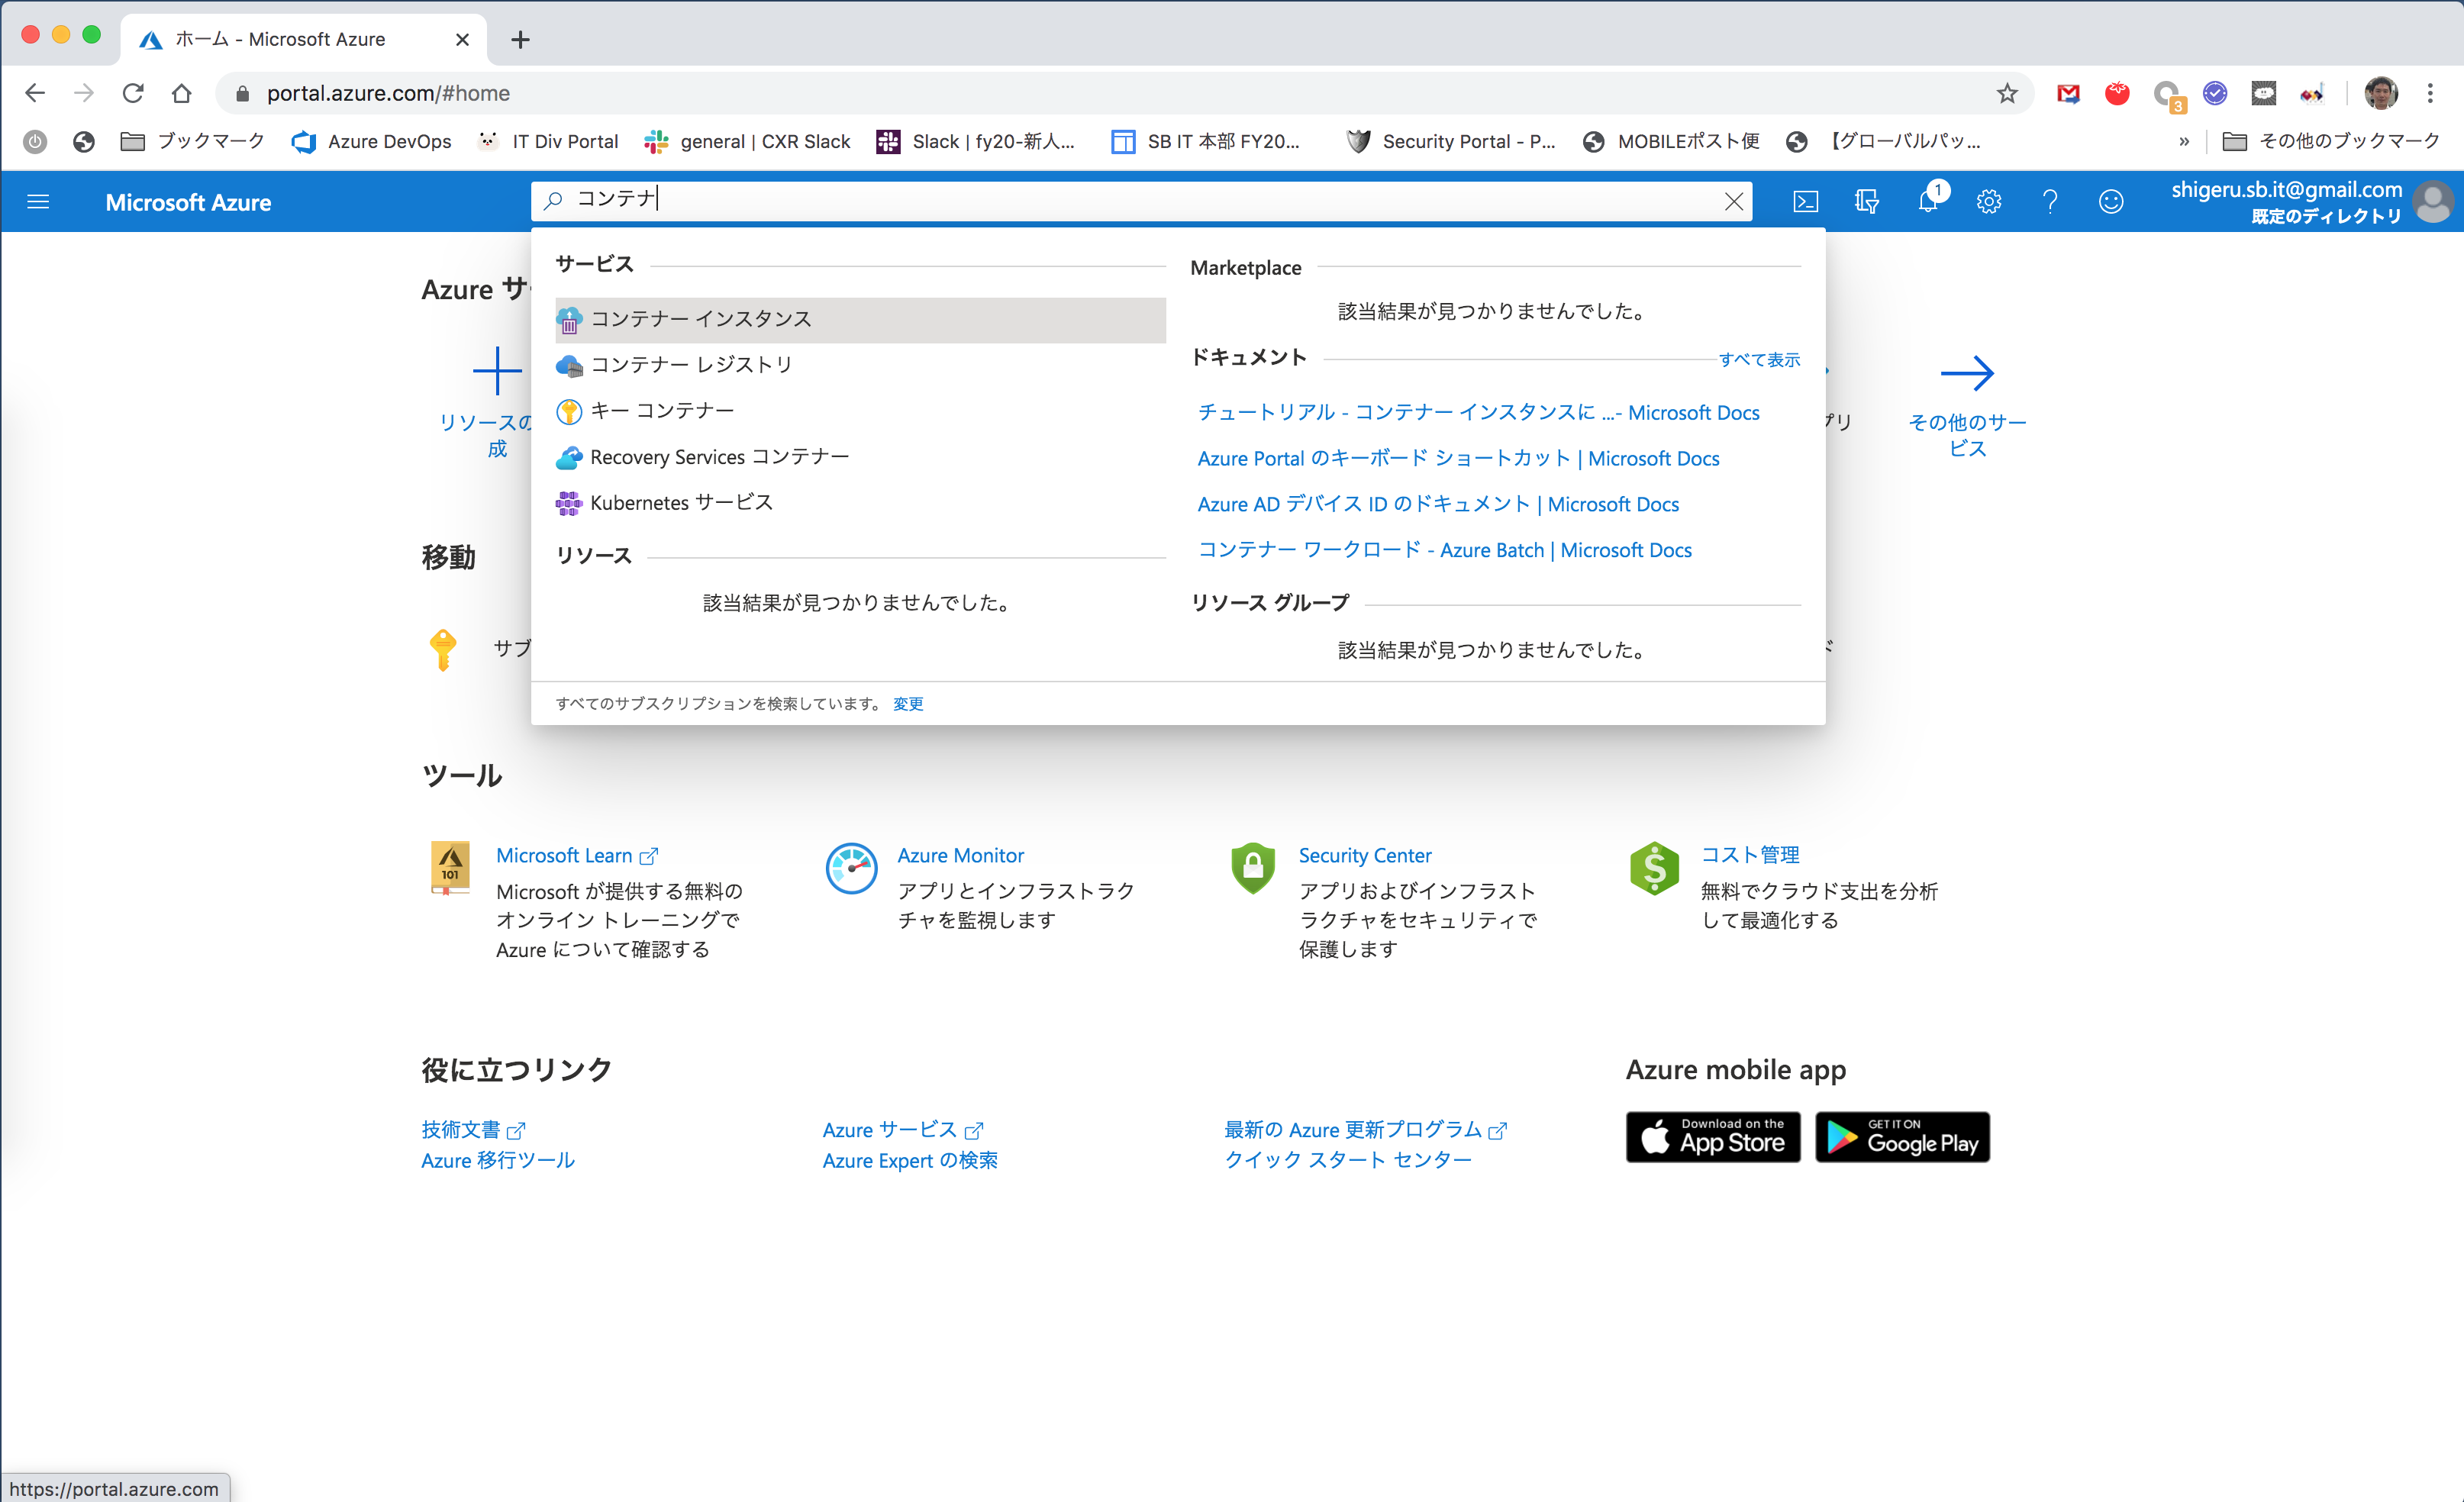 ホーム - Microsoft Azure
portal.azure.com/#home
3
ブックマーク
Azure DevOps
IT Div Portal
general | CXR Slack
Slack | fy20-新人...
SB IT 本部 FY20...
Security Portal - P...
MOBILEポスト便
【グローバルパッ...
»
その他のブックマーク
Microsoft Azure
コンテナ
1
shigeru.sb.it@gmail.com
既定のディレクトリ
Azure サ
リソースの
成
プリ
その他のサー
ビス
サービス
コンテナー インスタンス
コンテナー レジストリ
キー コンテナー
Recovery Services コンテナー
Kubernetes サービス
リソース
該当結果が見つかりませんでした。
Marketplace
該当結果が見つかりませんでした。
ドキュメント
すべて表示
チュートリアル - コンテナー インスタンスに ...- Microsoft Docs
Azure Portal のキーボード ショートカット | Microsoft Docs
Azure AD デバイス ID のドキュメント | Microsoft Docs
コンテナー ワークロード - Azure Batch | Microsoft Docs
リソース グループ
該当結果が見つかりませんでした。
すべてのサブスクリプションを検索しています。 変更
移動
サブ
ド
ツール
101
Microsoft Learn
Microsoft が提供する無料の
オンライン トレーニングで
Azure について確認する
Azure Monitor
アプリとインフラストラク
チャを監視します
Security Center
アプリおよびインフラスト
ラクチャをセキュリティで
保護します
コスト管理
無料でクラウド支出を分析
して最適化する
役に立つリンク
技術文書
Azure 移行ツール
Azure サービス
Azure Expert の検索
最新の Azure 更新プログラム
クイック スタート センター
Azure mobile app
Download on the
App Store
GET IT ON
Google Play
https://portal.azure.com